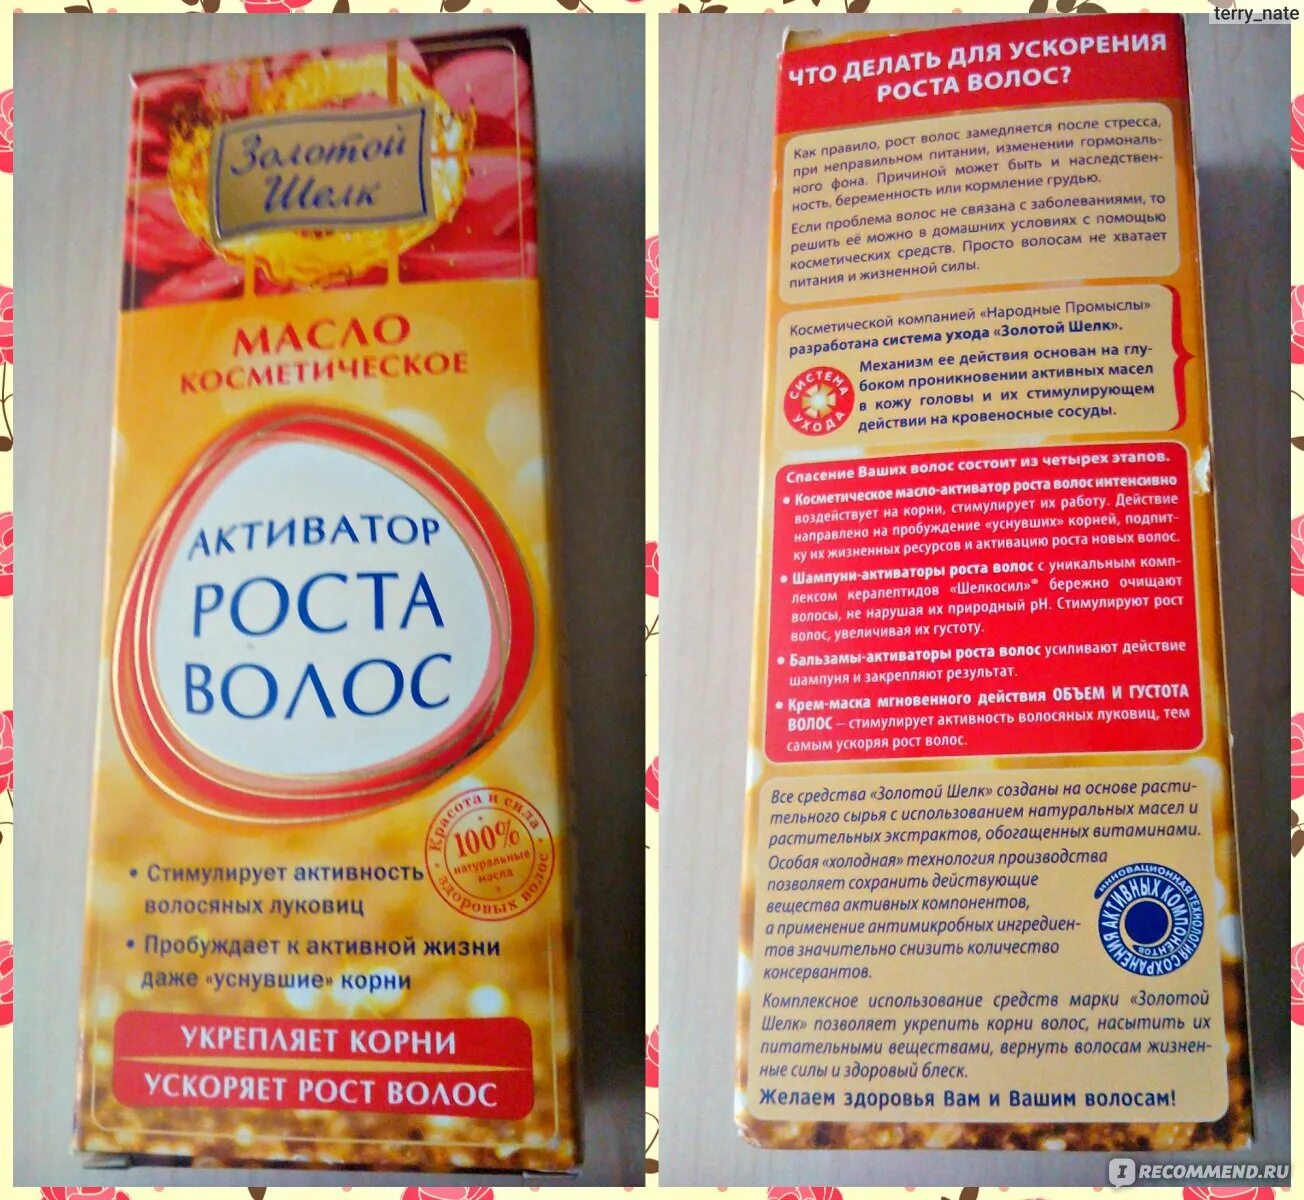 terry_nate
Золотой
Шелк
МАСЛО
КОСМЕТИЧЕСКОЕ
АКТИВАТОР
РОСТА
ВОЛОС
Красота и сила
100%
натуральные
масла
здоровых волос
• Стимулирует активность
волосяных луковиц
• Пробуждает к активной жизни
даже «уснувшие» корни
УКРЕПЛЯЕТ КОРНИ
УСКОРЯЕТ РОСТ ВОЛОС
ЧТО ДЕЛАТЬ ДЛЯ УСКОРЕНИЯ
РОСТА ВОЛОС?
Как правило, рост волос замедляется после стресса,
при неправильном питании, изменении гормональ-
ного фона. Причиной может быть и наследствен-
ность, беременность или кормление грудью.
Если проблема волос не связана с заболеваниями, то
решить её можно в домашних условиях с помощью
косметических средств. Просто волосам не хватает
питания и жизненной силы.
Косметической компанией «Народные Промыслы»
разработана система ухода «Золотой Шелк».
СИСТЕМА
УХОДА
Механизм ее действия основан на глу-
боком проникновении активных масел
в кожу головы и их стимулирующем
действии на кровеносные сосуды.
Спасение Ваших волос состоит из четырех этапов.
• Косметическое масло-активатор роста волос интенсивно
воздействует на корни, стимулирует их работу. Действие
направлено на пробуждение «уснувших» корней, подпит-
ку их жизненных ресурсов и активацию роста новых волос.
• Шампуни-активаторы роста волос с уникальным комп-
лексом керапептидов «Шелкосил»® бережно очищают
волосы, не нарушая их природный pH. Стимулируют рост
волос, увеличивая их густоту.
• Бальзамы-активаторы роста волос усиливают действие
шампуня и закрепляют результат.
• Крем-маска мгновенного действия ОБЪЕМ И ГУСТОТА
ВОЛОС – стимулирует активность волосяных луковиц, тем
самым ускоряя рост волос.
Все средства «Золотой Шелк» созданы на основе расти-
тельного сырья с использованием натуральных масел и
растительных экстрактов, обогащенных витаминами.
Особая «холодная» технология производства
позволяет сохранить действующие
вещества активных компонентов,
а применение антимикробных ингредиен-
тов значительно снизить количество
консервантов.
ИННОВАЦИОННАЯ ТЕХНОЛОГИЯ СОХРАНЕНИЯ АКТИВНЫХ КОМПОНЕНТОВ
Комплексное использование средств марки «Золотой
Шелк» позволяет укрепить корни волос, насытить их
питательными веществами, вернуть волосам жизнен-
ные силы и здоровый блеск.
Желаем здоровья Вам и Вашим волосам!
I RECOMMEND.RU